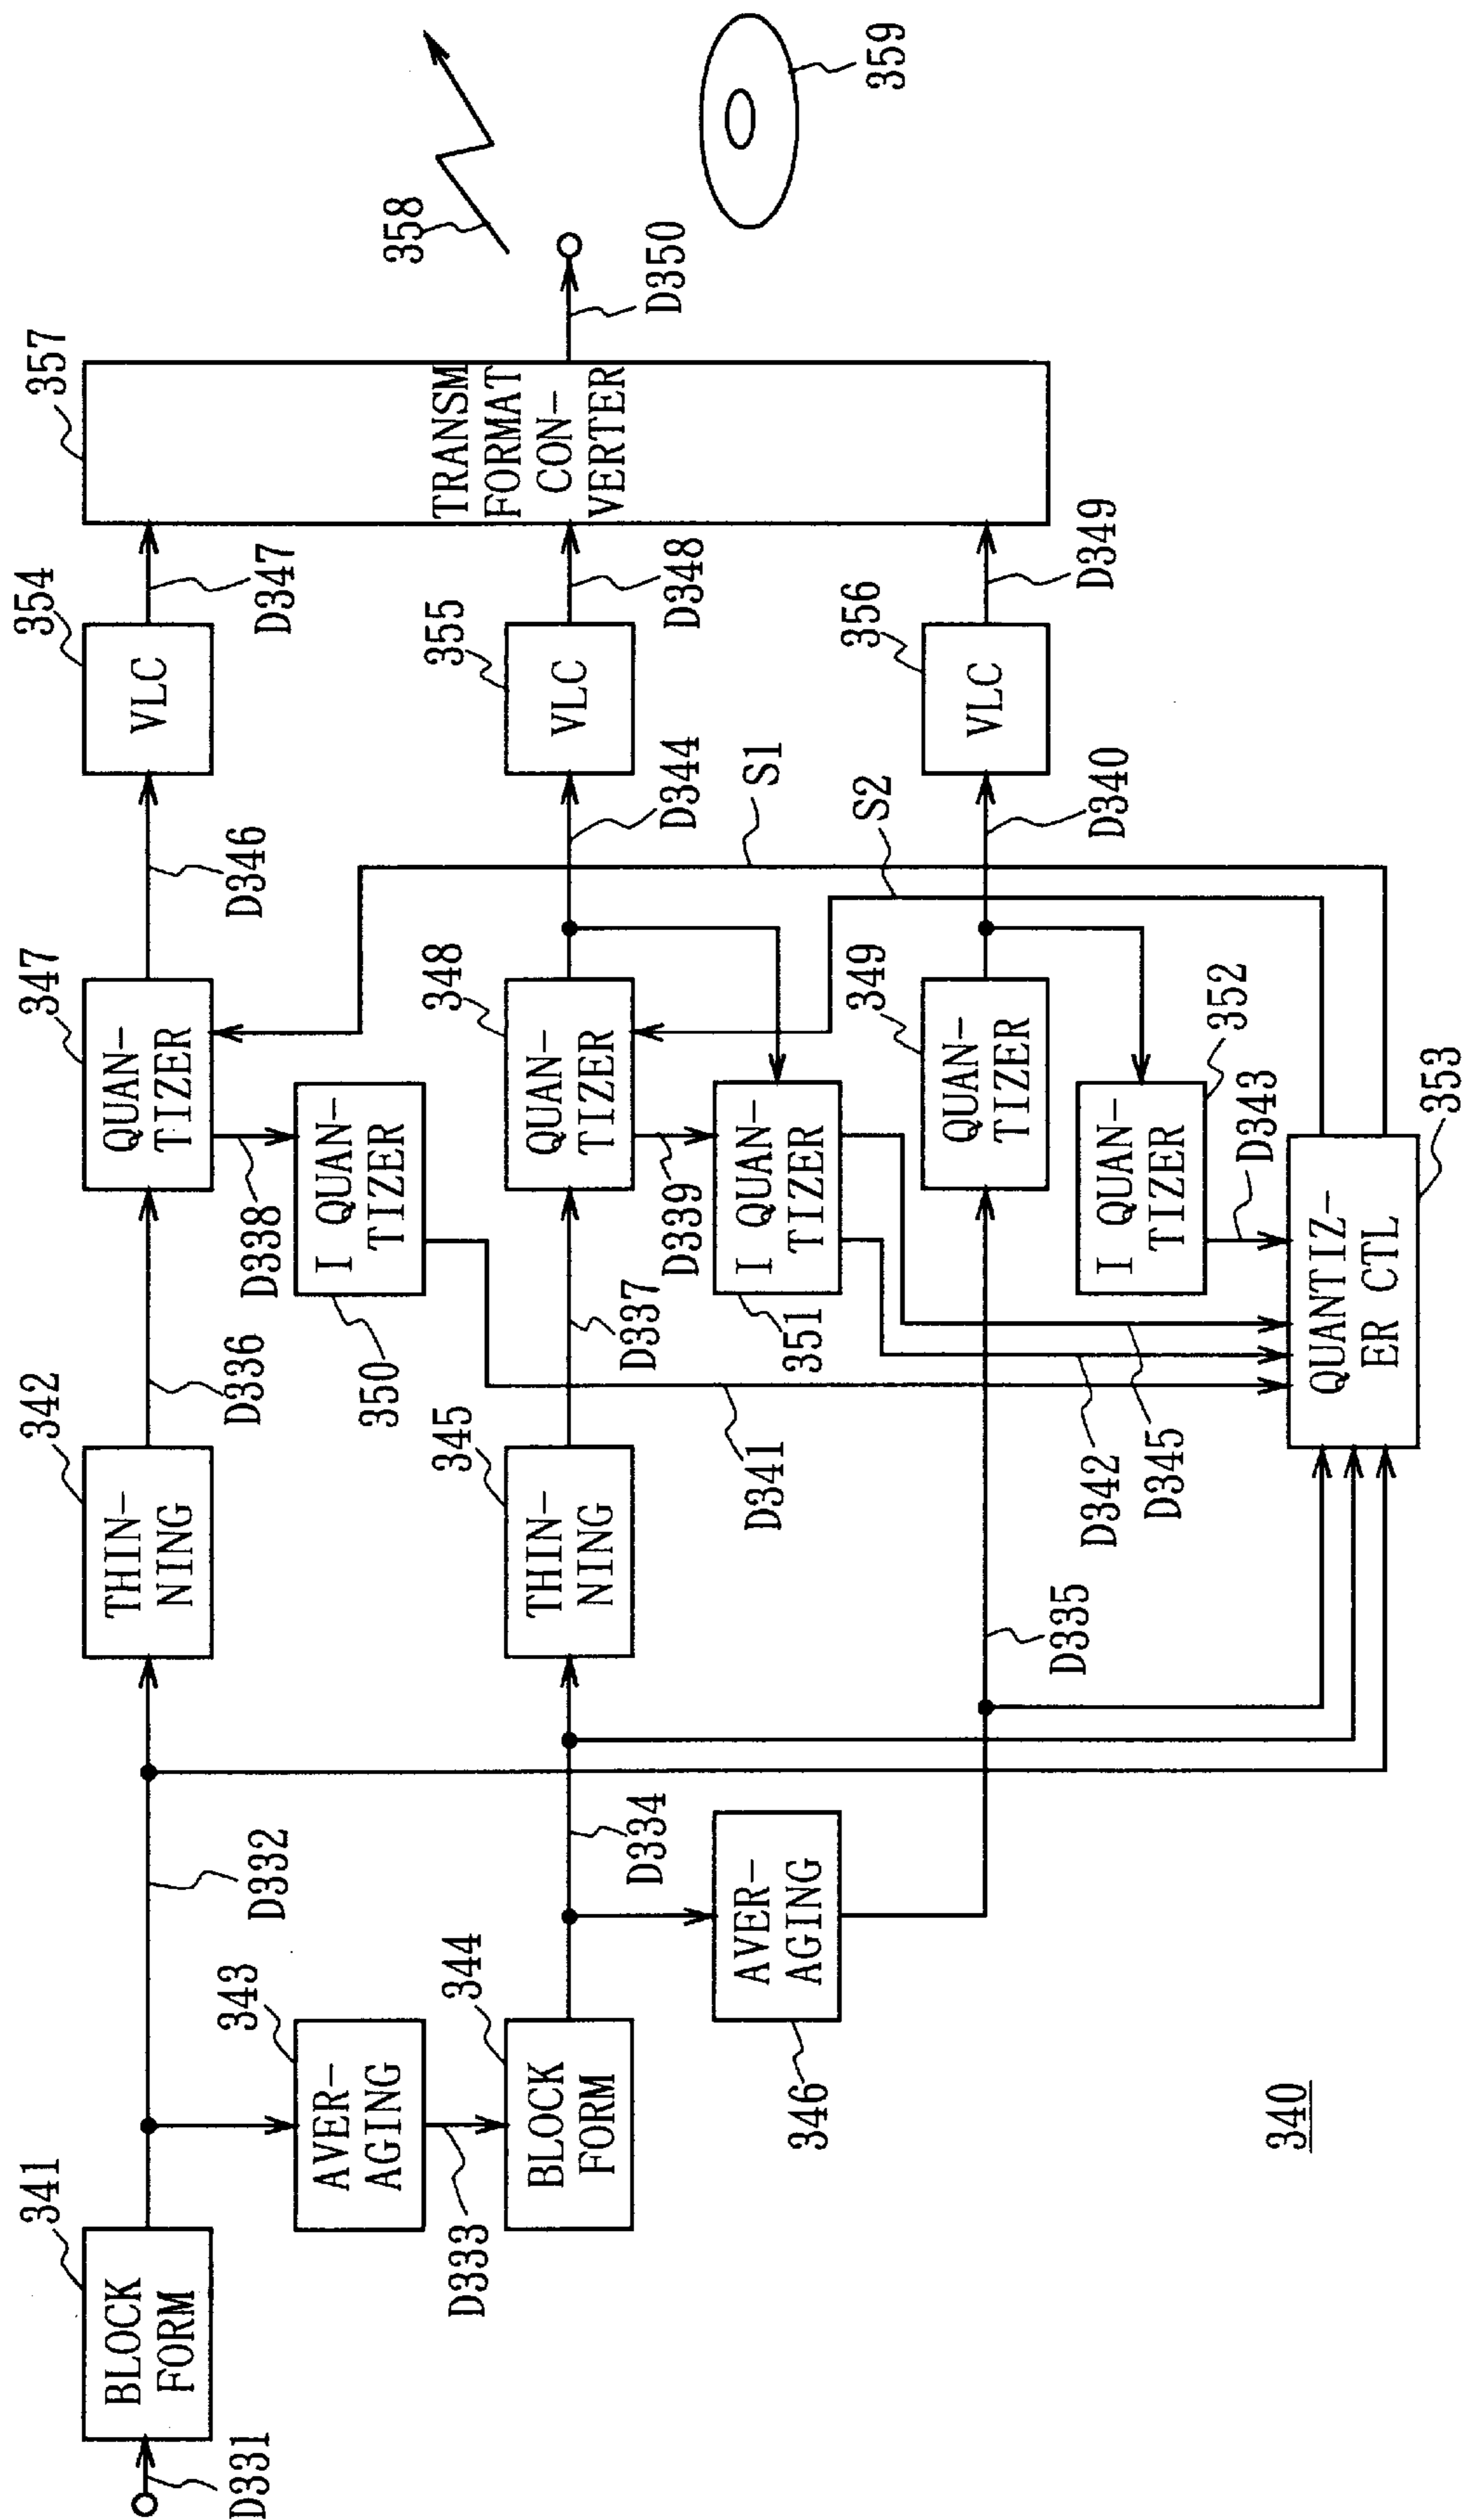 341
BLOCK
FORM
D331
D332
342
THIN-
NING
D336
347
QUAN-
TIZER
D346
354
VLC
D347
357
TRANSM
FORMAT
CON-
VERTER
343
AVER-
AGING
D333
D338
I QUAN-
TIZER
350
344
BLOCK
FORM
D334
345
THIN-
NING
D337
348
QUAN-
TIZER
D339
D344
355
VLC
D348
D350
358
359
346
AVER-
AGING
D341
351
I QUAN-
TIZER
S1
S2
D335
349
QUAN-
TIZER
D340
356
VLC
D349
D342
D345
352
I QUAN-
TIZER
D343
353
QUANTIZ-
ER CTL
340